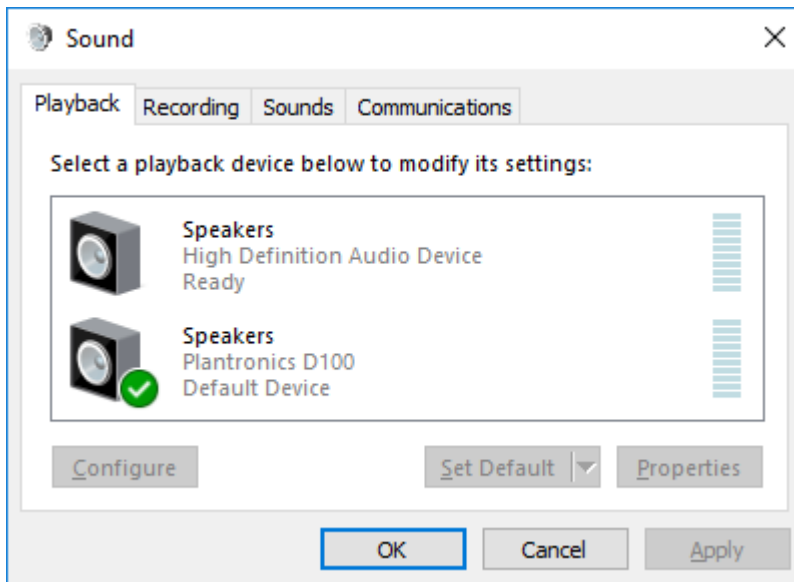 Sound
Playback Recording Sounds Communications
Select a playback device below to modify its settings:
Speakers
High Definition Audio Device
Ready
Speakers
Plantronics D100
Default Device
Configure Set Default Properties
OK Cancel Apply